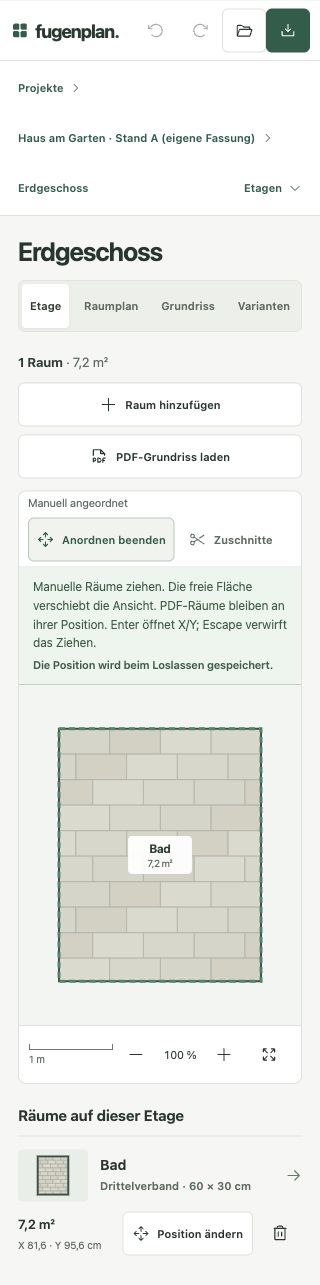 fugenplan.
Projekte
Haus am Garten · Stand A (eigene Fassung)
Erdgeschoss Etagen
Erdgeschoss
Etage Raumplan Grundriss Varianten
1 Raum · 7,2 m²
Raum hinzufügen
PDF PDF-Grundriss laden
Manuell angeordnet
Anordnen beenden Zuschnitte
Manuelle Räume ziehen. Die freie Fläche
verschiebt die Ansicht. PDF-Räume bleiben an
ihrer Position. Enter öffnet X/Y; Escape verwirft
das Ziehen.
Die Position wird beim Loslassen gespeichert.
Bad
7,2 m²
1 m
100 %
Räume auf dieser Etage
Bad
Drittelverband · 60 × 30 cm
7,2 m²
X 81,6 · Y 95,6 cm
Position ändern